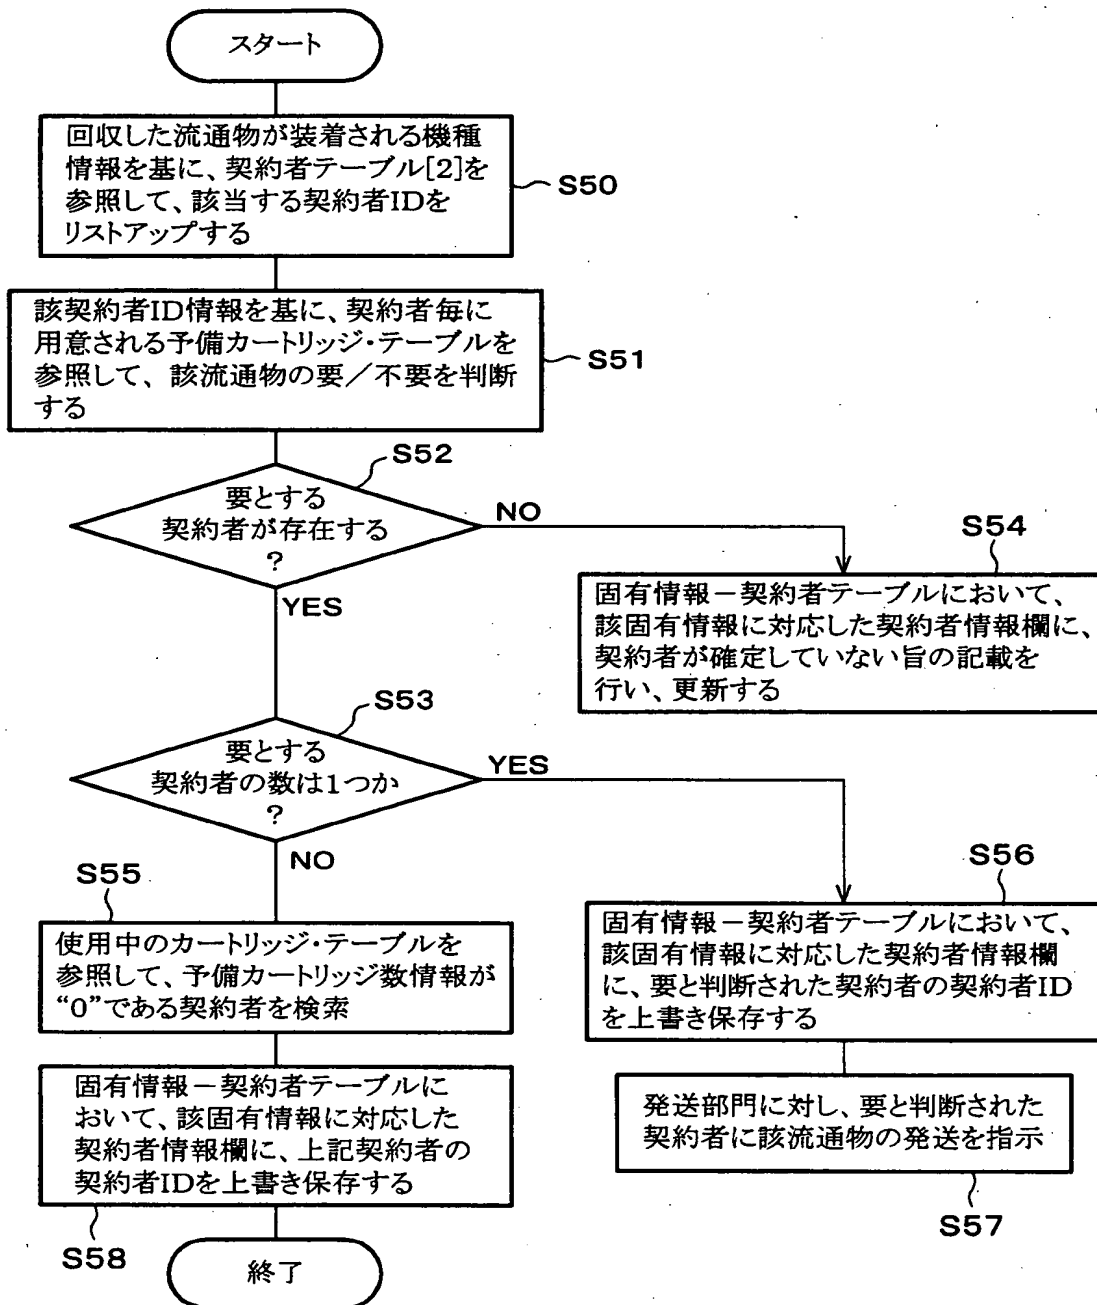 スタート
回収した流通物が装着される機種
情報を基に、契約者テーブル[2]を
参照して、該当する契約者IDを
リストアップする
S50
該契約者ID情報を基に、契約者毎に
用意される予備カートリッジ・テーブルを
参照して、該流通物の要／不要を判断
する
S51
S52
要とする
契約者が存在する
?
NO
YES
S54
固有情報－契約者テーブルにおいて、
該固有情報に対応した契約者情報欄に、
契約者が確定していない旨の記載を
行い、更新する
S53
要とする
契約者の数は1つか
?
YES
NO
S55
使用中のカートリッジ・テーブルを
参照して、予備カートリッジ数情報が
“0”である契約者を検索
S56
固有情報－契約者テーブルにおいて、
該固有情報に対応した契約者情報欄
に、要と判断された契約者の契約者ID
を上書き保存する
固有情報－契約者テーブルに
おいて、該固有情報に対応した
契約者情報欄に、上記契約者の
契約者IDを上書き保存する
S58
発送部門に対し、要と判断された
契約者に該流通物の発送を指示
S57
終了